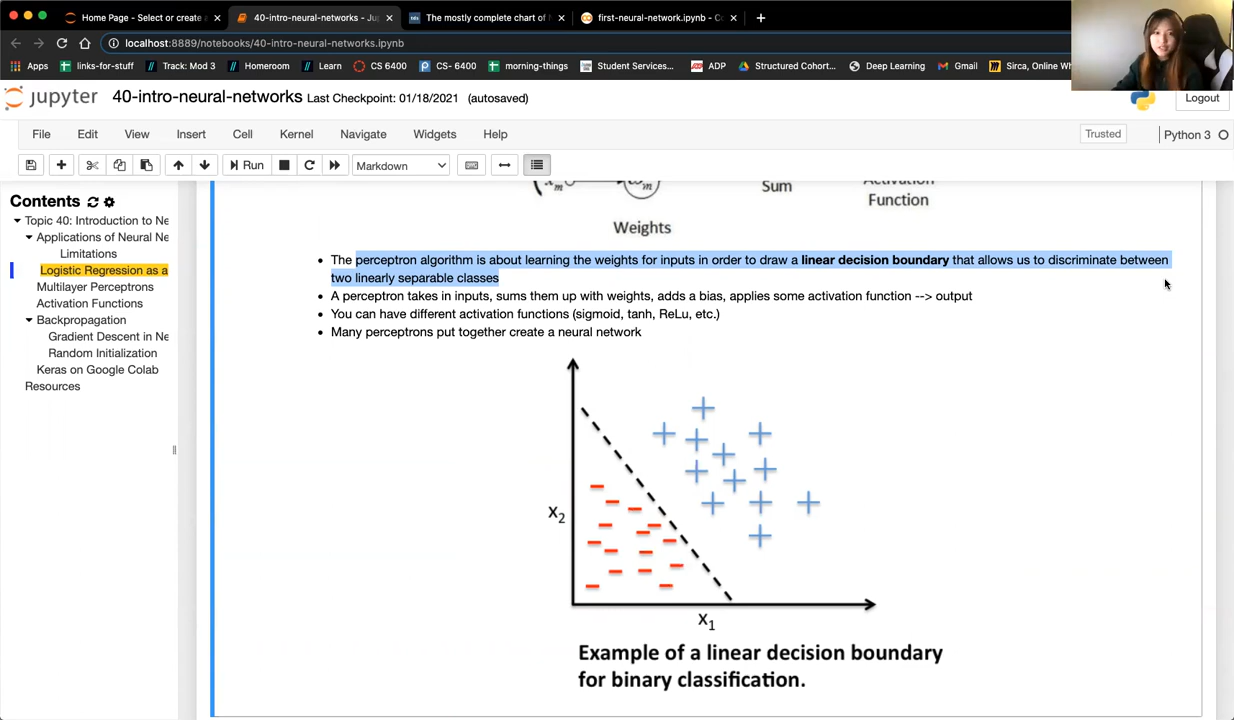 Home Page - Select or create a
40-intro-neural-networks - Jup
The mostly complete chart of N
first-neural-network.ipynb - Co
localhost:8889/notebooks/40-intro-neural-networks.ipynb
Apps
links-for-stuff
Track: Mod 3
Homeroom
Learn
CS 6400
CS- 6400
morning-things
Student Services...
ADP
Structured Cohort...
Deep Learning
Gmail
Sirca, Online Wh
jupyter 40-intro-neural-networks Last Checkpoint: 01/18/2021 (autosaved)
Logout
File Edit View Insert Cell Kernel Navigate Widgets Help
Trusted
Python 3
Run
Markdown
Contents
Topic 40: Introduction to Ne
Applications of Neural Ne
Limitations
Logistic Regression as a
Multilayer Perceptrons
Activation Functions
Backpropagation
Gradient Descent in Ne
Random Initialization
Keras on Google Colab
Resources
Sum
Activation
Function
Weights
The perceptron algorithm is about learning the weights for inputs in order to draw a linear decision boundary that allows us to discriminate between
two linearly separable classes
A perceptron takes in inputs, sums them up with weights, adds a bias, applies some activation function --> output
You can have different activation functions (sigmoid, tanh, ReLu, etc.)
Many perceptrons put together create a neural network
x2
x1
Example of a linear decision boundary
for binary classification.